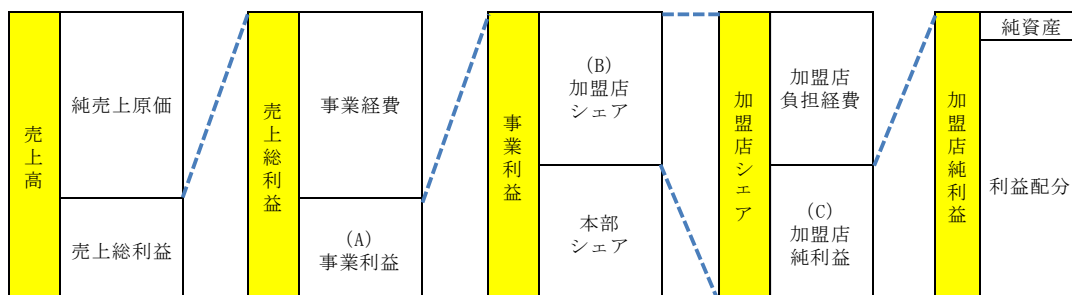 売上高
純売上原価
売上総利益
売上総利益
事業経費
(A)
事業利益
事業利益
(B)
加盟店
シェア
本部
シェア
加盟店シェア
加盟店
負担経費
(C)
加盟店
純利益
加盟店純利益
純資産
利益配分